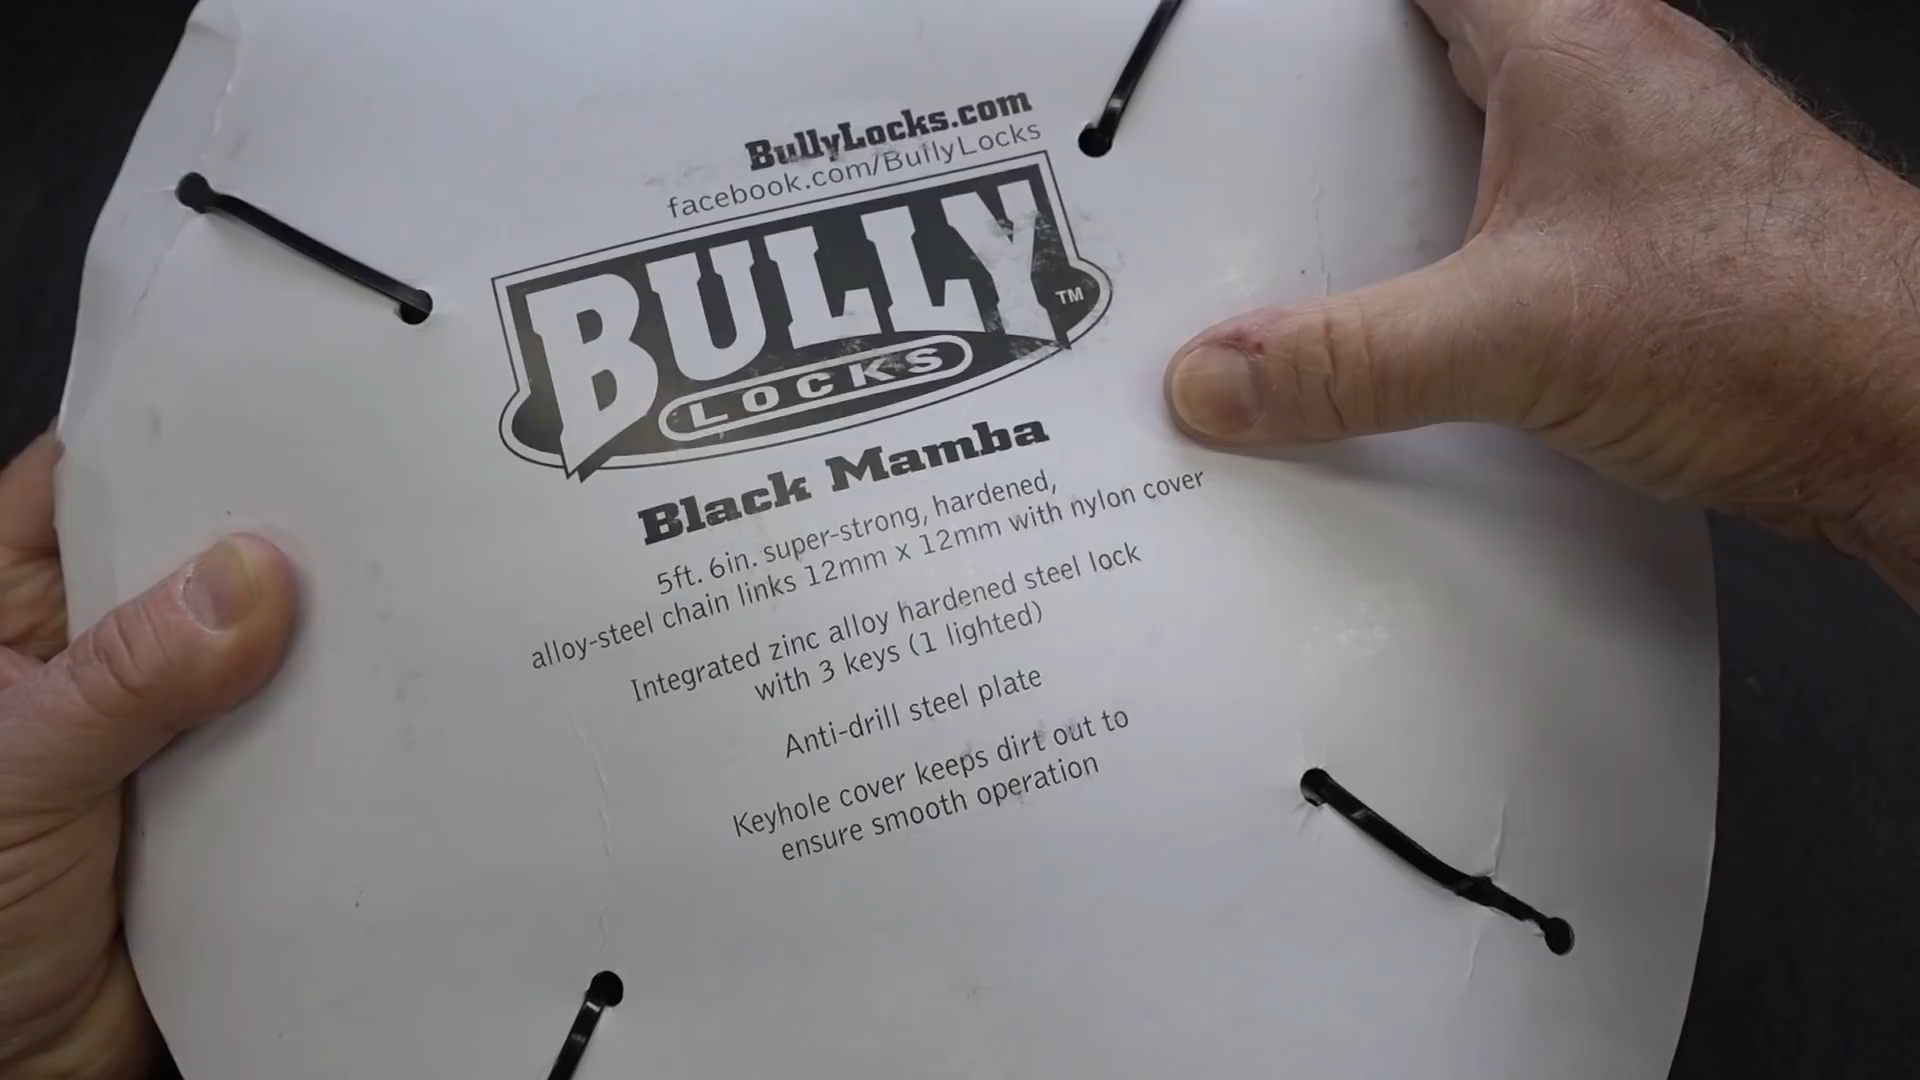 BullyLocks.com
facebook.com/BullyLocks
BULLY
TM
LOCKS
Black Mamba
5ft. 6in. super-strong, hardened,
alloy-steel chain links 12mm x 12mm with nylon cover
Integrated zinc alloy hardened steel lock
with 3 keys (1 lighted)
Anti-drill steel plate
Keyhole cover keeps dirt out to
ensure smooth operation